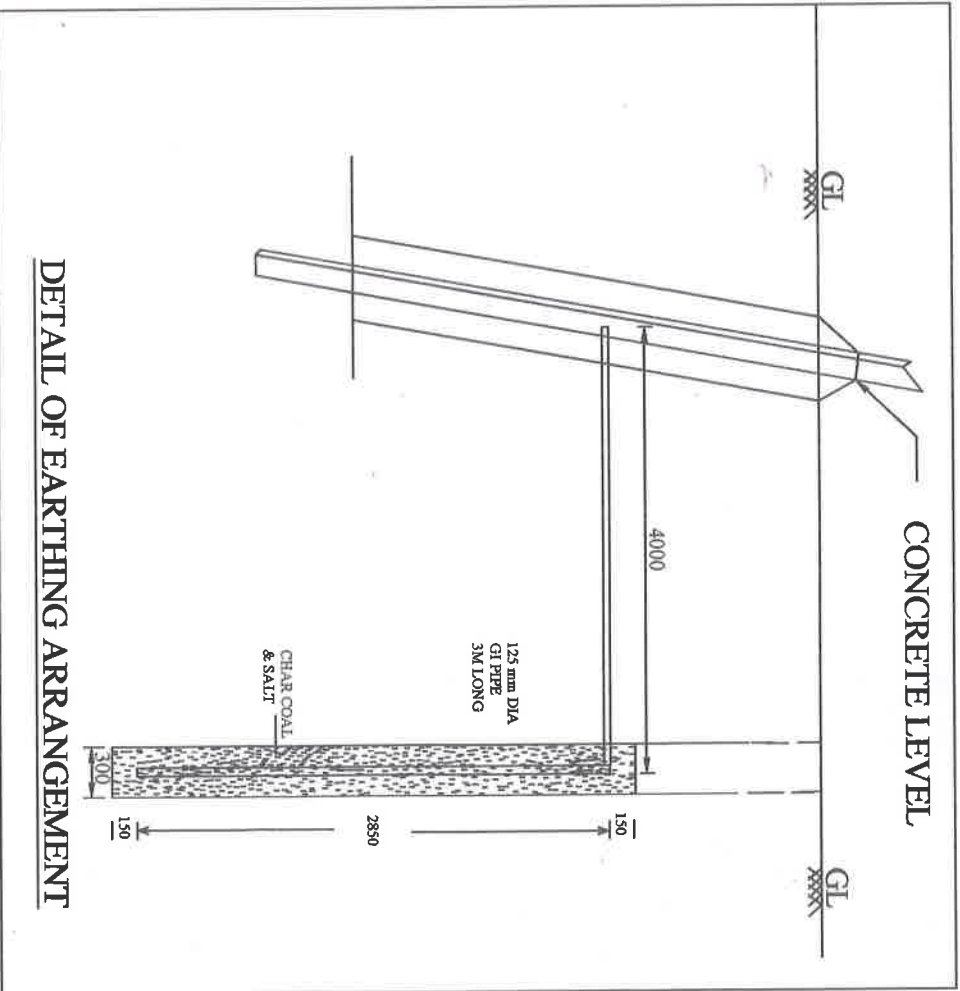 CONCRETE LEVEL
GL
GL
4000
125 mm DIA
GI PIPE
3M LONG
CHAR COAL
& SALT
150
2850
150
300
DETAIL OF EARTHING ARRANGEMENT